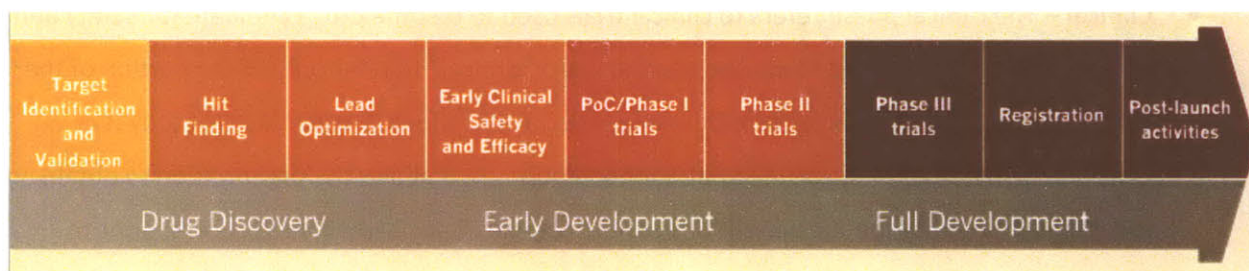 Target
Identification
and
Validation
Hit
Finding
Lead
Optimization
Early Clinical
Safety
and Efficacy
PoC/Phase I
trials
Phase II
trials
Phase III
trials
Registration
Post-launch
activities
Drug Discovery
Early Development
Full Development